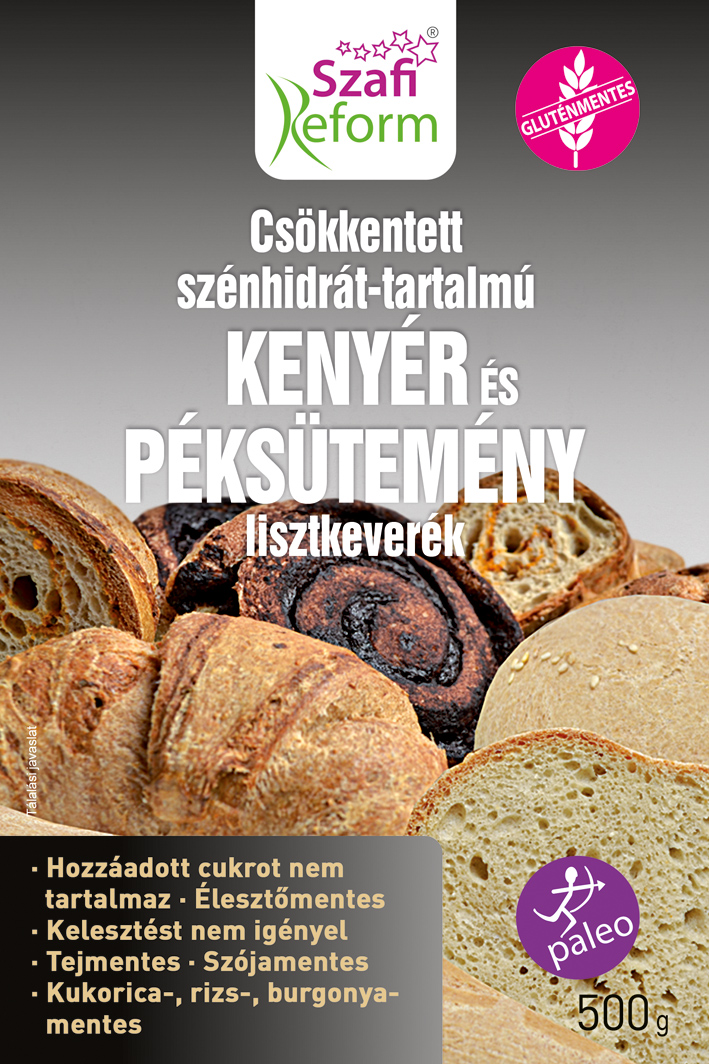 Szafi
Reform
®
GLUTÉNMENTES
Csökkentett
szénhidrát-tartalmú
KENYÉR ÉS
PÉKSÜTEMÉNY
lisztkeverék
Tálalási javaslat
· Hozzáadott cukrot nem
tartalmaz · Élesztőmentes
· Kelesztést nem igényel
· Tejmentes · Szójamentes
· Kukorica-, rizs-, burgonya-
mentes
paleo
500 g